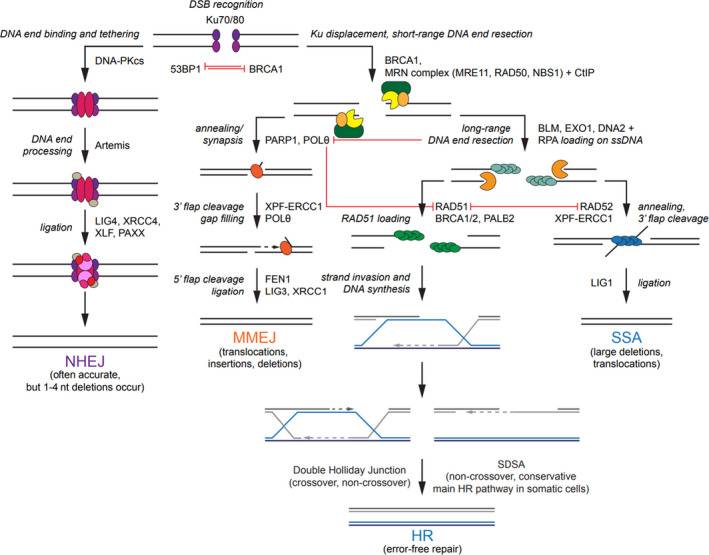 DSB recognition
Ku70/80
DNA end binding and tethering
Ku displacement, short-range DNA end resection
DNA-PKcs
53BP1
BRCA1
BRCA1,
MRN complex (MRE11, RAD50, NBS1) + CtIP
DNA end
processing
Artemis
annealing/
synapsis
PARP1, POLθ
long-range
DNA end resection
BLM, EXO1, DNA2 +
RPA loading on ssDNA
ligation
LIG4, XRCC4,
XLF, PAXX
3' flap cleavage
gap filling
XPF-ERCC1
POLθ
RAD51 loading
RAD51
BRCA1/2, PALB2
RAD52
XPF-ERCC1
annealing,
3' flap cleavage
5' flap cleavage
ligation
FEN1
LIG3, XRCC1
strand invasion and
DNA synthesis
LIG1
ligation
NHEJ
(often accurate,
but 1-4 nt deletions occur)
MMEJ
(translocations,
insertions, deletions)
SSA
(large deletions,
translocations)
Double Holliday Junction
(crossover, non-crossover)
SDSA
(non-crossover, conservative
main HR pathway in somatic cells)
HR
(error-free repair)